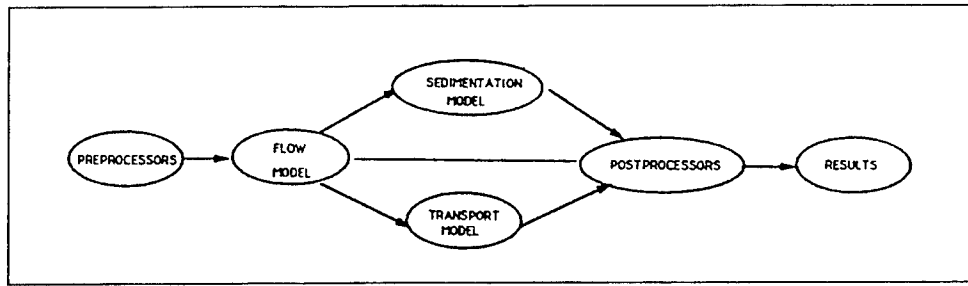 SEDIMENTATION
MODEL
PREPROCESSORS
FLOW
MODEL
POSTPROCESSORS
RESULTS
TRANSPORT
MODEL